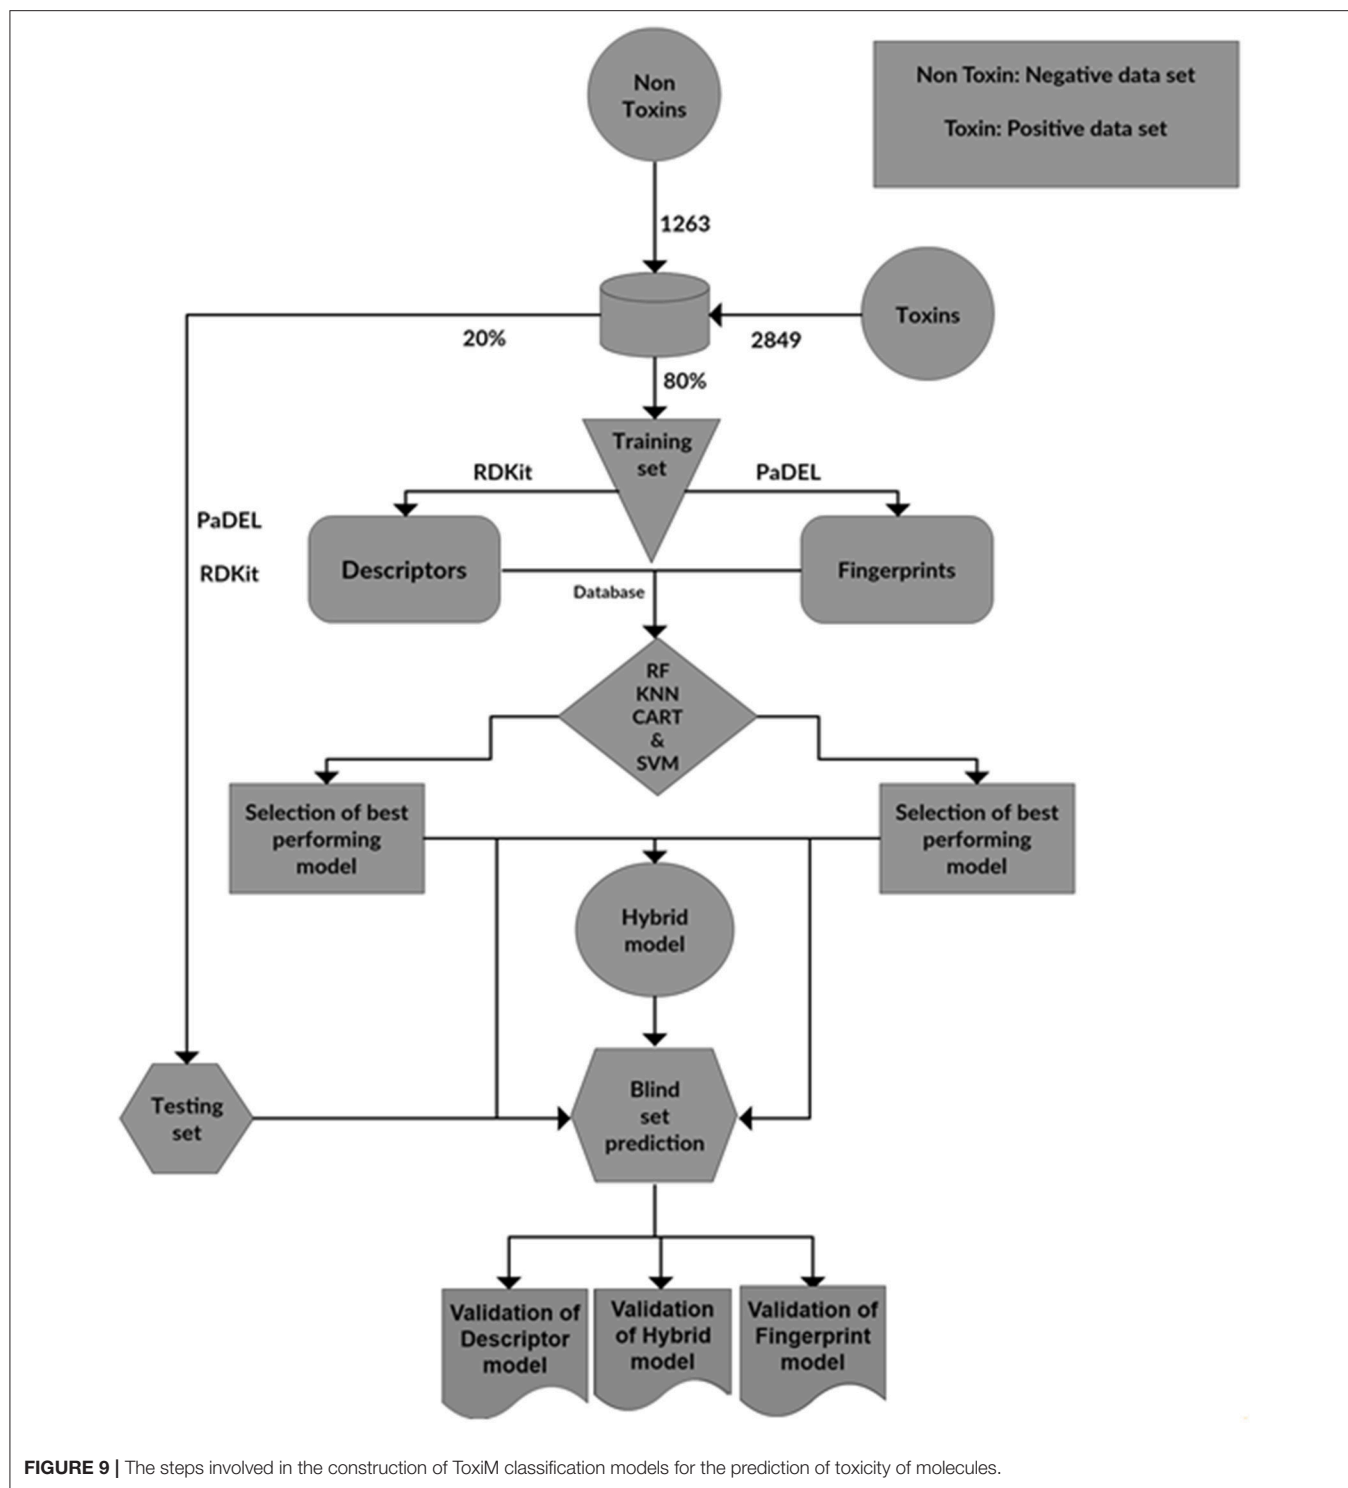 Non
Toxins
Non Toxin: Negative data set
Toxin: Positive data set
1263
Toxins
2849
20%
80%
Training
set
RDKit
PaDEL
PaDEL
RDKit
Descriptors
Fingerprints
Database
RF
KNN
CART
&
SVM
Selection of best
performing
model
Selection of best
performing
model
Hybrid
model
Testing
set
Blind
set
prediction
Validation of
Descriptor
model
Validation
of Hybrid
model
Validation of
Fingerprint
model
FIGURE 9 | The steps involved in the construction of ToxiM classification models for the prediction of toxicity of molecules.